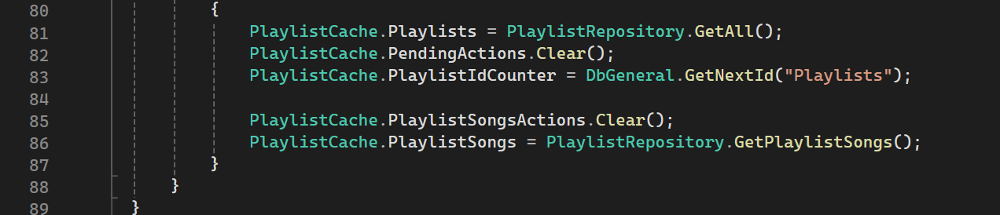 80 {
81 PlaylistCache.Playlists = PlaylistRepository.GetAll();
82 PlaylistCache.PendingActions.Clear();
83 PlaylistCache.PlaylistIdCounter = DbGeneral.GetNextId("Playlists");
84
85 PlaylistCache.PlaylistSongsActions.Clear();
86 PlaylistCache.PlaylistSongs = PlaylistRepository.GetPlaylistSongs();
87 }
88 }
89 }